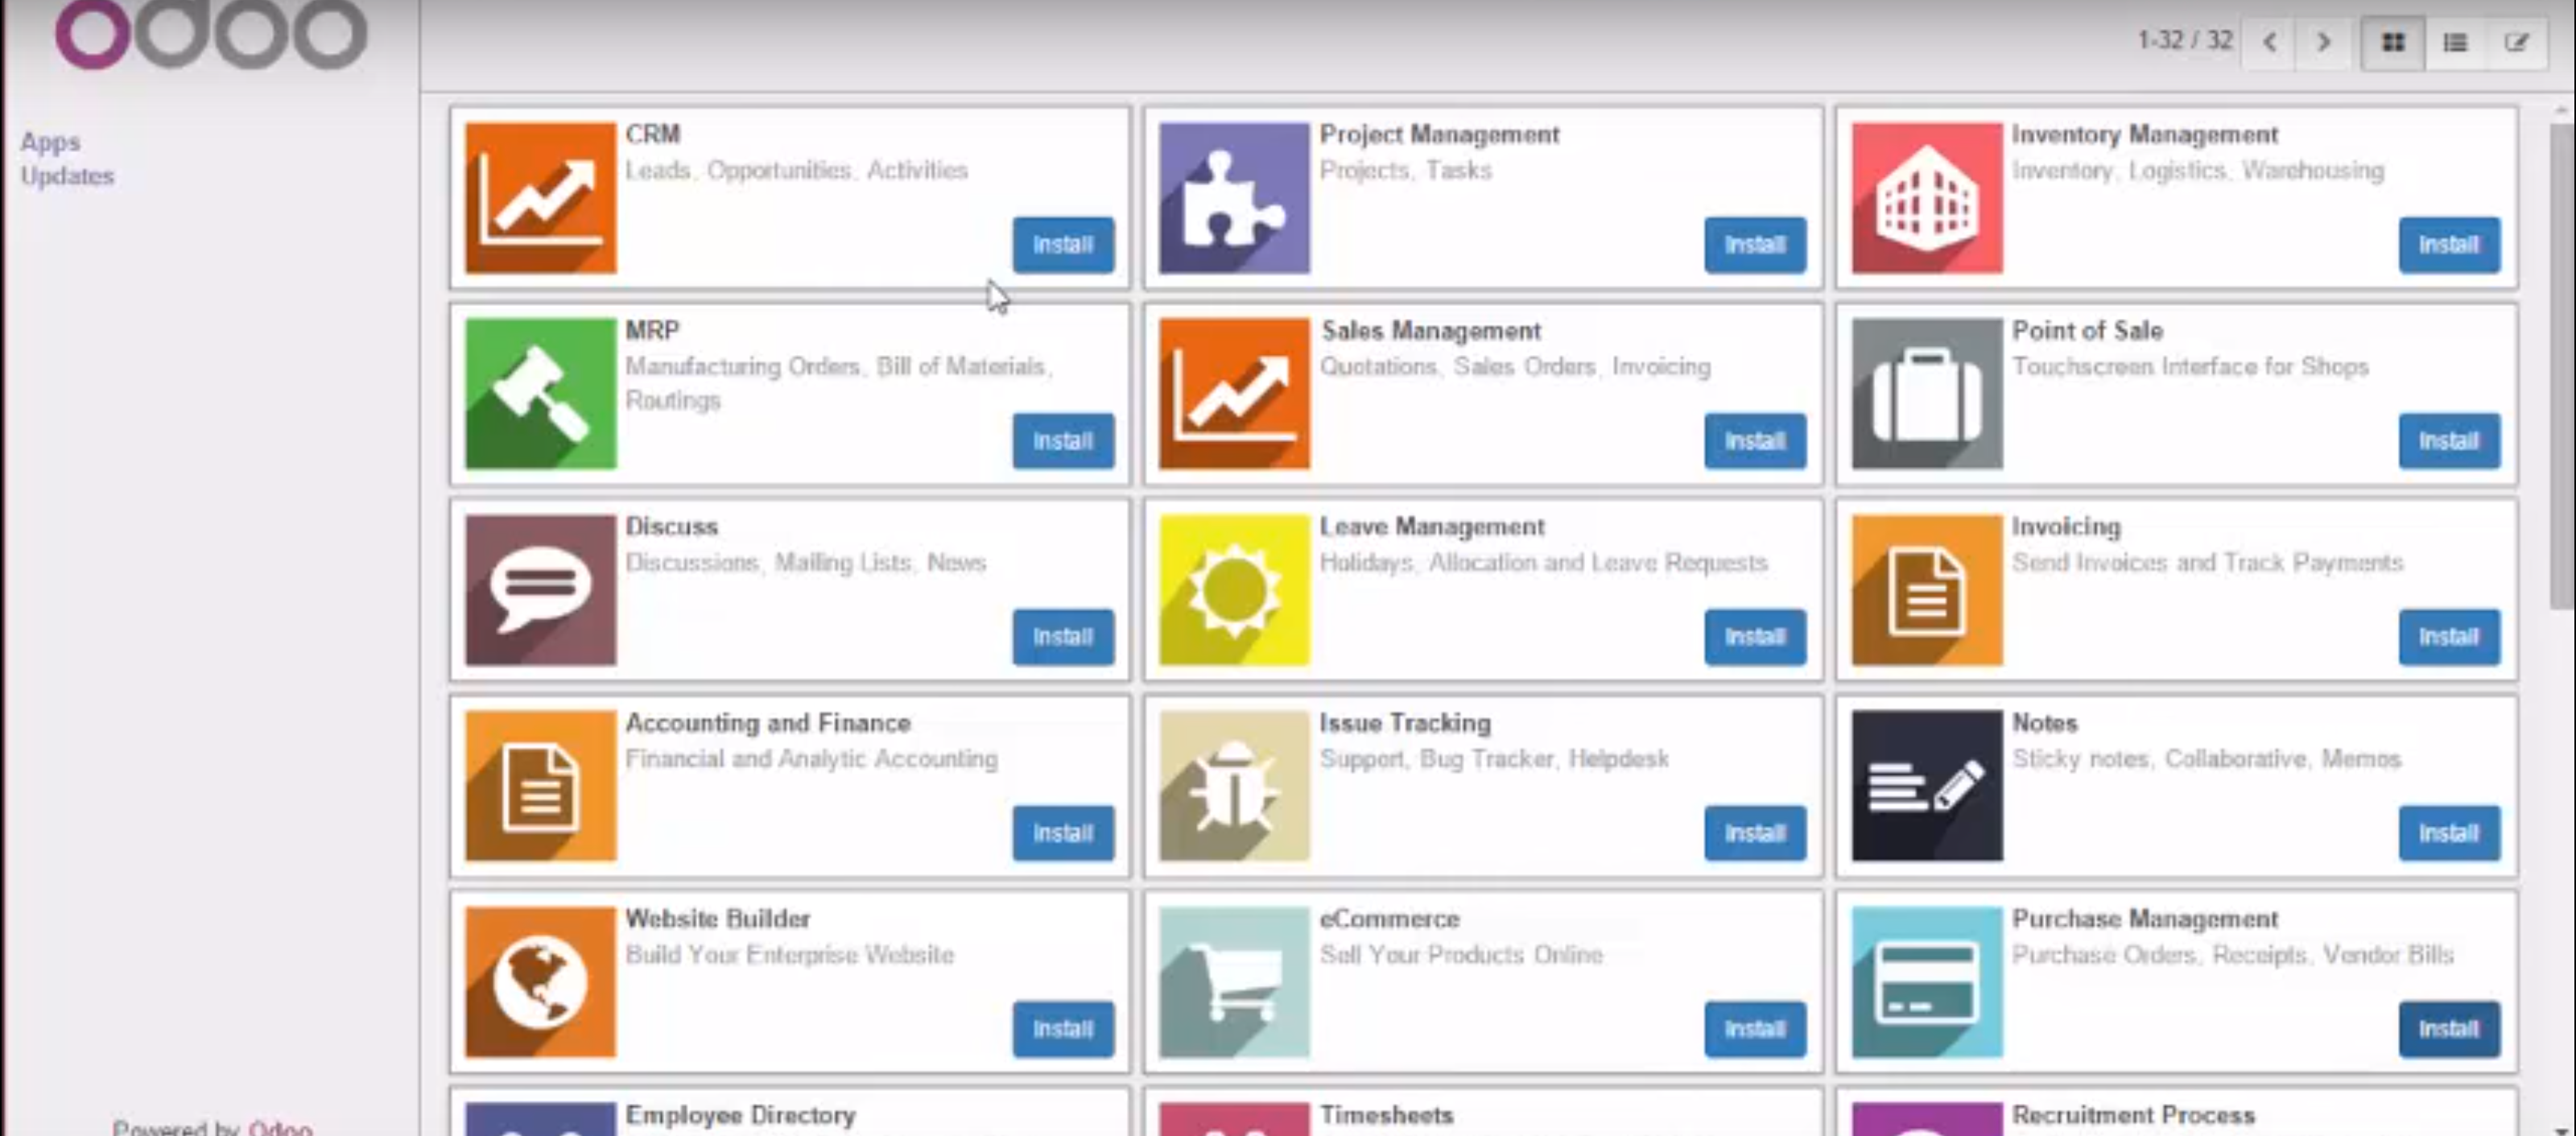 odoo
1-32 / 32
Apps
Updates
CRM
Leads, Opportunities, Activities
Install
Project Management
Projects, Tasks
Install
Inventory Management
Inventory, Logistics, Warehousing
Install
MRP
Manufacturing Orders, Bill of Materials,
Routings
Install
Sales Management
Quotations, Sales Orders, Invoicing
Install
Point of Sale
Touchscreen Interface for Shops
Install
Discuss
Discussions, Mailing Lists, News
Install
Leave Management
Holidays, Allocation and Leave Requests
Install
Invoicing
Send Invoices and Track Payments
Install
Accounting and Finance
Financial and Analytic Accounting
Install
Issue Tracking
Support, Bug Tracker, Helpdesk
Install
Notes
Sticky notes, Collaborative, Memos
Install
Website Builder
Build Your Enterprise Website
Install
eCommerce
Sell Your Products Online
Install
Purchase Management
Purchase Orders, Receipts, Vendor Bills
Install
Employee Directory
Timesheets
Recruitment Process
Powered by Odoo